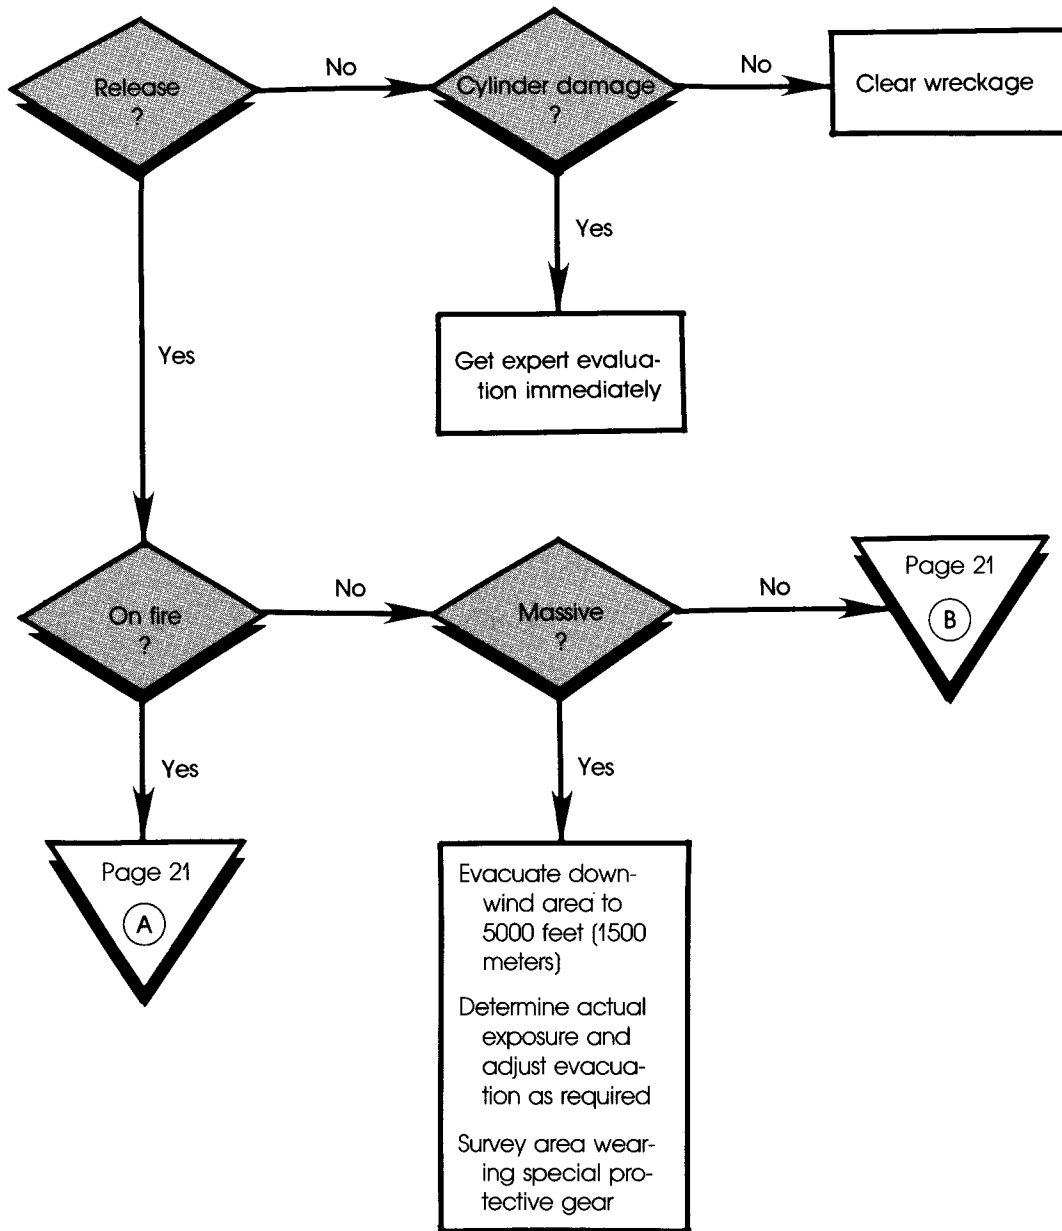 Release
?
No
Cylinder damage
?
No
Clear wreckage
Yes
Get expert evalua-
tion immediately
Yes
On fire
?
No
Massive
?
No
Page 21
B
Yes
Page 21
A
Yes
Evacuate down-
wind area to
5000 feet (1500
meters)
Determine actual
exposure and
adjust evacua-
tion as required
Survey area wear-
ing special pro-
tective gear